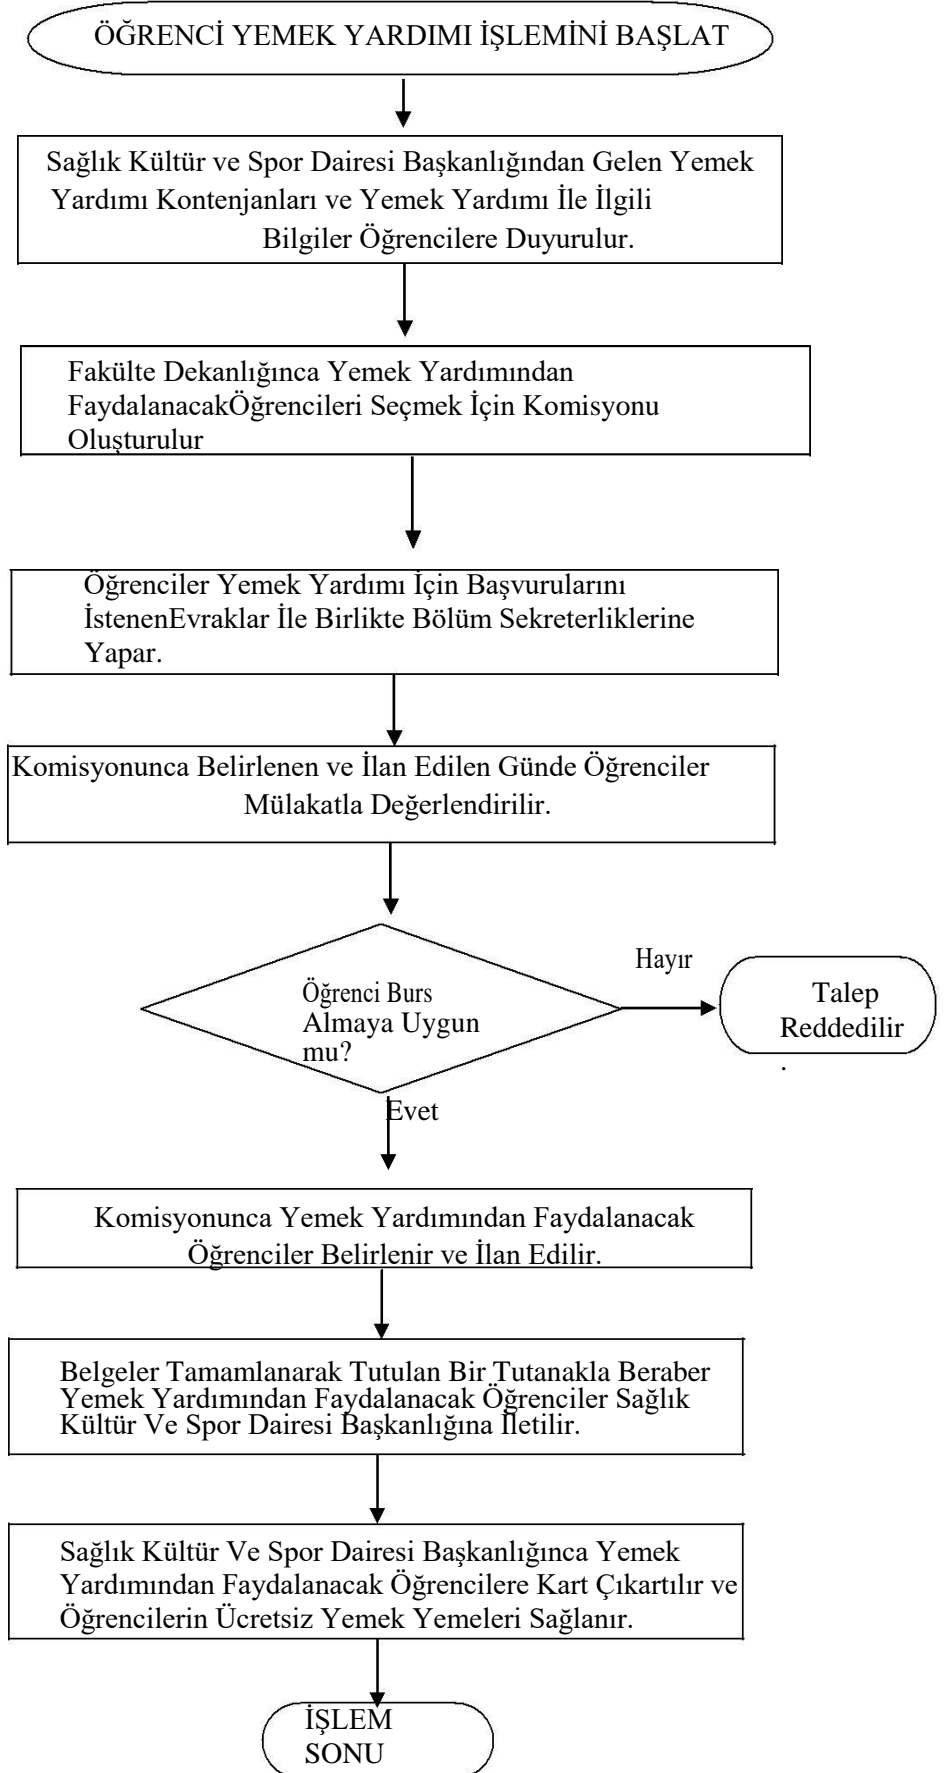 ÖĞRENCİ YEMEK YARDIMI İŞLEMİNİ BAŞLAT
Sağlık Kültür ve Spor Dairesi Başkanlığından Gelen Yemek
Yardımı Kontenjanları ve Yemek Yardımı İle İlgili
Bilgiler Öğrencilere Duyurulur.
Fakülte Dekanlığınca Yemek Yardımından
FaydalanacakÖğrencileri Seçmek İçin Komisyonu
Oluşturulur
Öğrenciler Yemek Yardımı İçin Başvurularını
İstenenEvraklar İle Birlikte Bölüm Sekreterliklerine
Yapar.
Komisyonunca Belirlenen ve İlan Edilen Günde Öğrenciler
Mülakatla Değerlendirilir.
Öğrenci Burs
Almaya Uygun
mu?
Hayır
Talep
Reddedilir
.
Evet
Komisyonunca Yemek Yardımından Faydalanacak
Öğrenciler Belirlenir ve İlan Edilir.
Belgeler Tamamlanarak Tutulan Bir Tutanakla Beraber
Yemek Yardımından Faydalanacak Öğrenciler Sağlık
Kültür Ve Spor Dairesi Başkanlığına İletilir.
Sağlık Kültür Ve Spor Dairesi Başkanlığınca Yemek
Yardımından Faydalanacak Öğrencilere Kart Çıkartılır ve
Öğrencilerin Ücretsiz Yemek Yemeleri Sağlanır.
İŞLEM
SONU